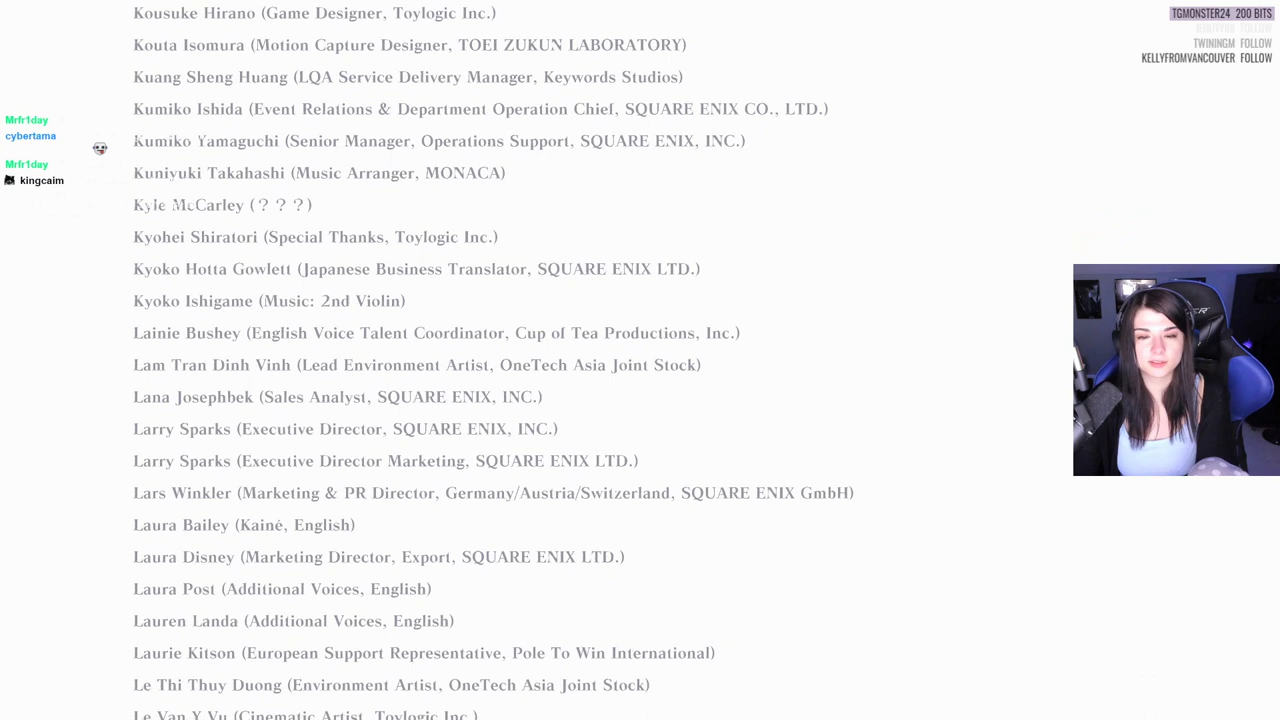 Kousuke Hirano (Game Designer, Toylogic Inc.)
TGMONSTER24 200 BITS
TWININGM FOLLOW
KELLYFROMVANCOUVER FOLLOW
Kouta Isomura (Motion Capture Designer, TOEI ZUKUN LABORATORY)
Kuang Sheng Huang (LQA Service Delivery Manager, Keywords Studios)
Kumiko Ishida (Event Relations & Department Operation Chief, SQUARE ENIX CO., LTD.)
Mrfr1day
cybertama
Kumiko Yamaguchi (Senior Manager, Operations Support, SQUARE ENIX, INC.)
Mrfr1day
kingcaim
Kuniyuki Takahashi (Music Arranger, MONACA)
Kyle McCarley (？？？)
Kyohei Shiratori (Special Thanks, Toylogic Inc.)
Kyoko Hotta Gowlett (Japanese Business Translator, SQUARE ENIX LTD.)
Kyoko Ishigame (Music: 2nd Violin)
Lainie Bushey (English Voice Talent Coordinator, Cup of Tea Productions, Inc.)
Lam Tran Dinh Vinh (Lead Environment Artist, OneTech Asia Joint Stock)
Lana Josephbek (Sales Analyst, SQUARE ENIX, INC.)
Larry Sparks (Executive Director, SQUARE ENIX, INC.)
Larry Sparks (Executive Director Marketing, SQUARE ENIX LTD.)
Lars Winkler (Marketing & PR Director, Germany/Austria/Switzerland, SQUARE ENIX GmbH)
Laura Bailey (Kainé, English)
Laura Disney (Marketing Director, Export, SQUARE ENIX LTD.)
Laura Post (Additional Voices, English)
Lauren Landa (Additional Voices, English)
Laurie Kitson (European Support Representative, Pole To Win International)
Le Thi Thuy Duong (Environment Artist, OneTech Asia Joint Stock)
Le Van Y Vu (Cinematic Artist, Toylogic Inc.)